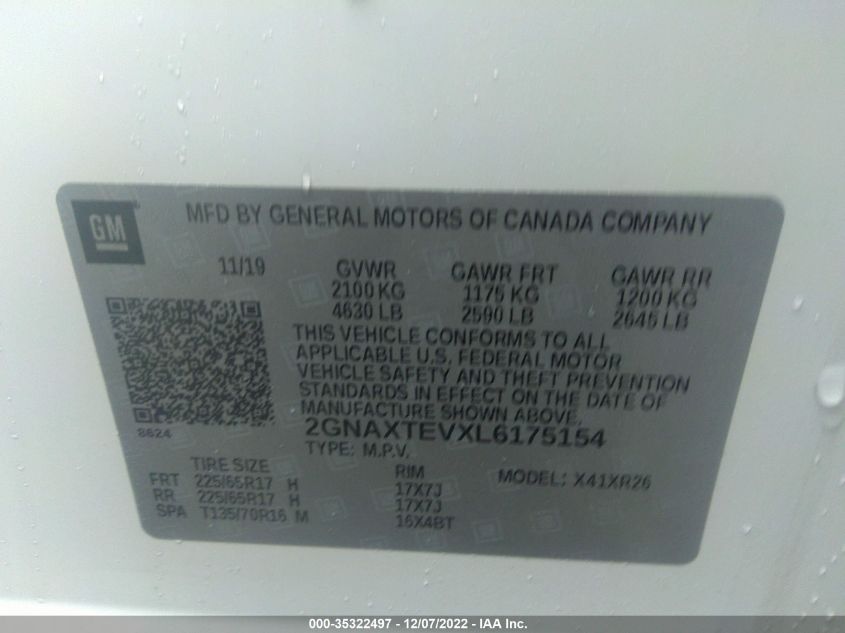 GM
MFD BY GENERAL MOTORS OF CANADA COMPANY
11/19 GVWR GAWR FRT GAWR RR
2100 KG 1175 KG 1200 KG
4630 LB 2590 LB 2645 LB
THIS VEHICLE CONFORMS TO ALL
APPLICABLE U.S. FEDERAL MOTOR
VEHICLE SAFETY AND THEFT PREVENTION
STANDARDS IN EFFECT ON THE DATE OF
MANUFACTURE SHOWN ABOVE.
8624 2GNAXTEVXL6175154
TYPE: M.P.V.
TIRE SIZE RIM MODEL: X41XR26
FRT 225/65R17 H 17X7J
RR 225/65R17 H 17X7J
SPA T135/70R16 M 16X4BT
000-35322497 - 12/07/2022 - IAA Inc.